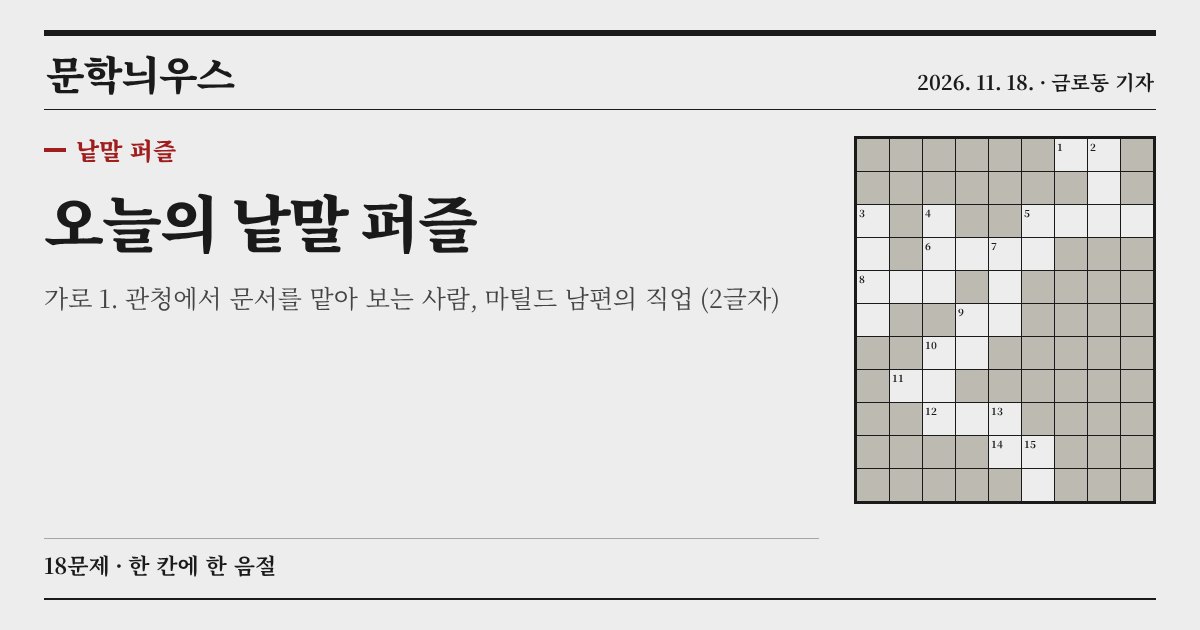 문학늬우스
2026. 11. 18. · 금로동 기자
낱말 퍼즐
오늘의 낱말 퍼즐
가로 1. 관청에서 문서를 맡아 보는 사람, 마틸드 남편의 직업 (2글자)
1 2
3 4 5
6 7
8
9
10
11
12 13
14 15
18문제 · 한 칸에 한 음절